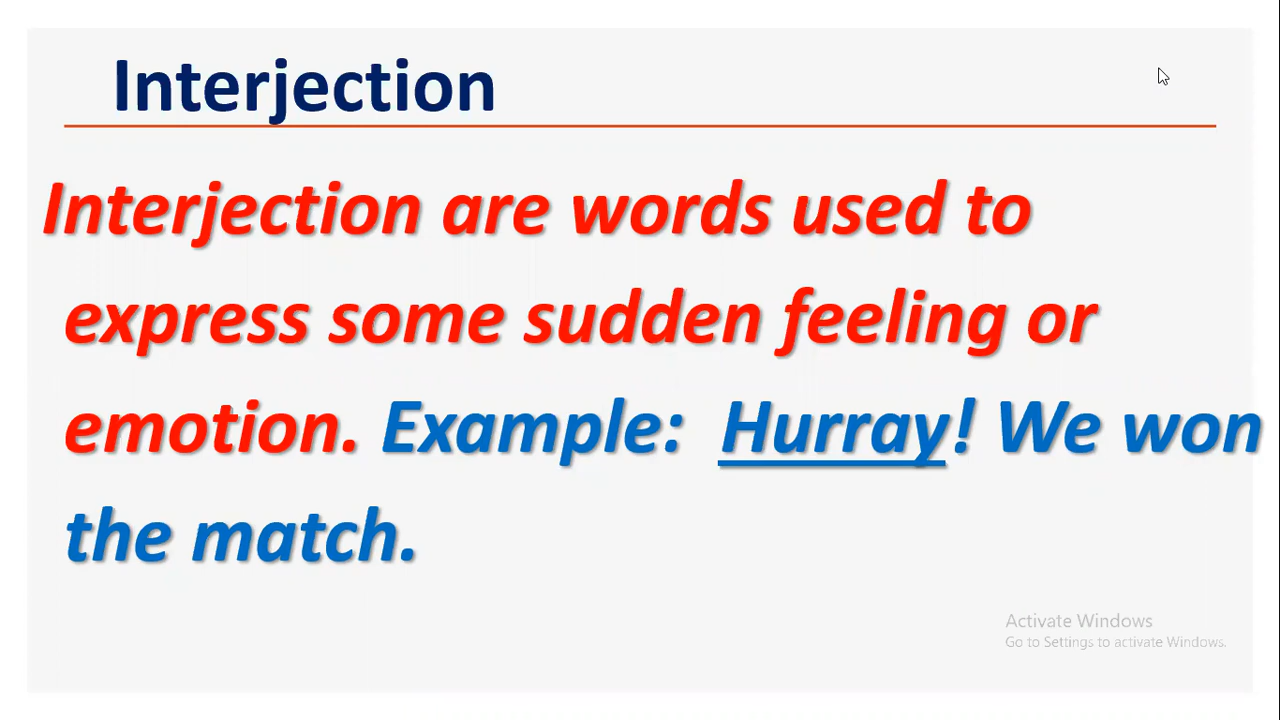 Interjection
Interjection are words used to
express some sudden feeling or
emotion. Example: Hurray! We won
the match.
Activate Windows
Go to Settings to activate Windows.